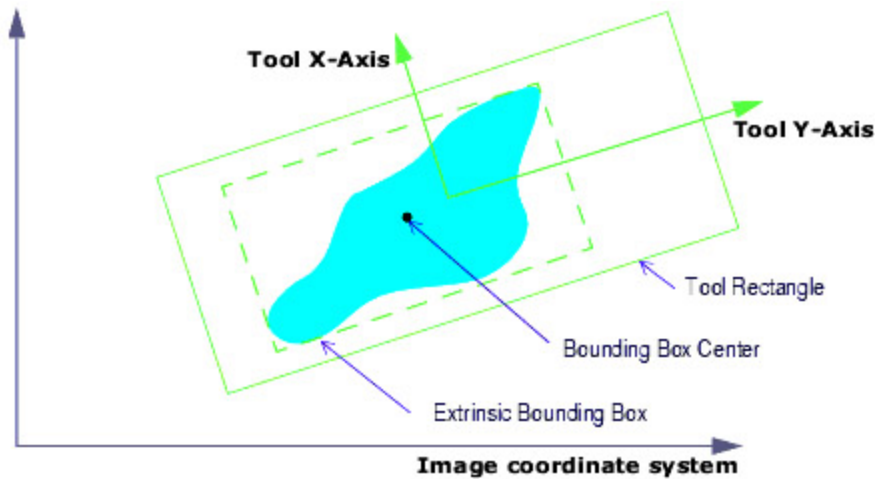 Tool X-Axis
Tool Y-Axis
Tool Rectangle
Bounding Box Center
Extrinsic Bounding Box
Image coordinate system